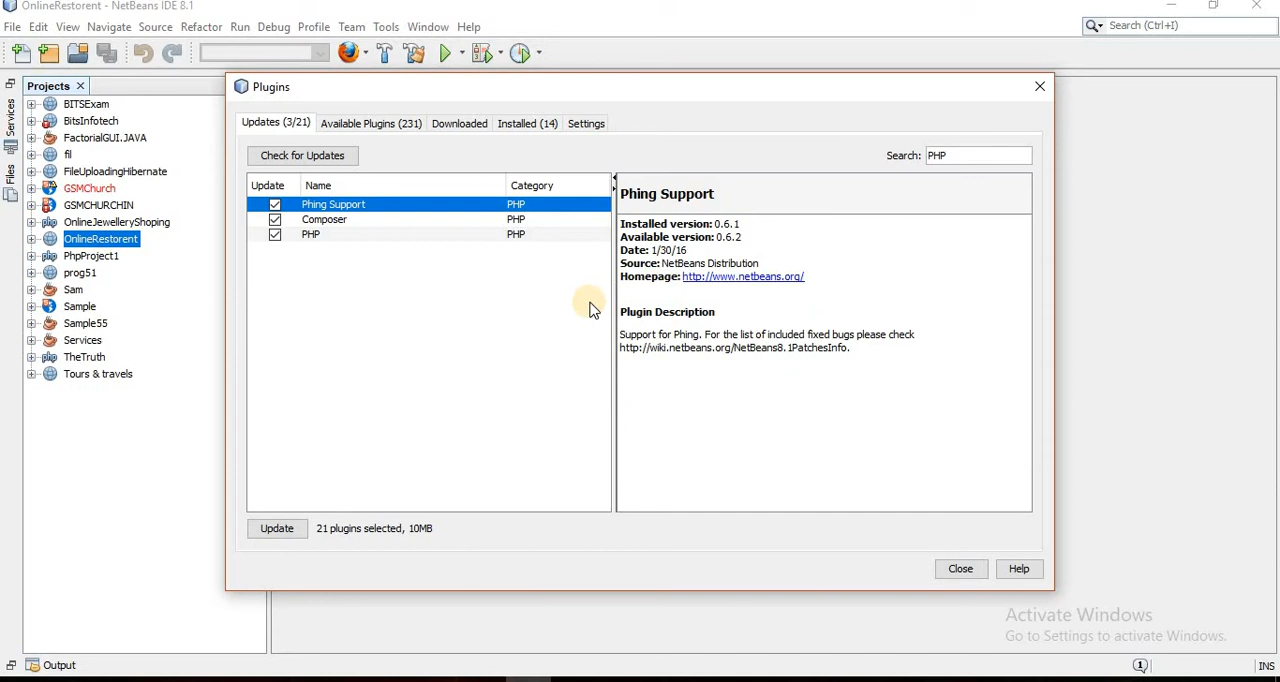 OnlineRestorent - NetBeans IDE 8.1
File Edit View Navigate Source Refactor Run Debug Profile Team Tools Window Help
Search (Ctrl+I)
Projects
Services
Files
BITSExam
BitsInfotech
FactorialGUI.JAVA
fil
FileUploadingHibernate
GSMChurch
GSMCHURCHIN
OnlineJewelleryShoping
OnlineRestorent
PhpProject1
prog51
Sam
Sample
Sample55
Services
TheTruth
Tours & travels
Plugins
Updates (3/21) Available Plugins (231) Downloaded Installed (14) Settings
Check for Updates
Search: PHP
Update Name Category
Phing Support PHP
Composer PHP
PHP PHP
Phing Support
Installed version: 0.6.1
Available version: 0.6.2
Date: 1/30/16
Source: NetBeans Distribution
Homepage: http://www.netbeans.org/
Plugin Description
Support for Phing. For the list of included fixed bugs please check
http://wiki.netbeans.org/NetBeans8.1PatchesInfo.
Update 21 plugins selected, 10MB
Close Help
Activate Windows
Go to Settings to activate Windows.
Output
1
INS